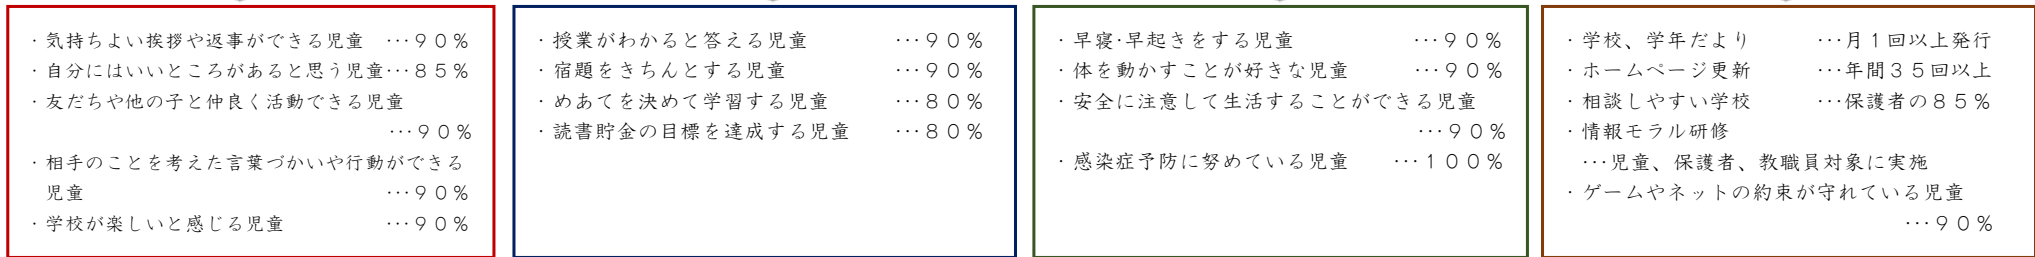 ・気持ちよい挨拶や返事ができる児童　…９０％
・自分にはいいところがあると思う児童…８５％
・友だちや他の子と仲良く活動できる児童
…９０％
・相手のことを考えた言葉づかいや行動ができる
児童　…９０％
・学校が楽しいと感じる児童　…９０％
・授業がわかると答える児童　…９０％
・宿題をきちんとする児童　…９０％
・めあてを決めて学習する児童　…８０％
・読書貯金の目標を達成する児童　…８０％
・早寝･早起きをする児童　…９０％
・体を動かすことが好きな児童　…９０％
・安全に注意して生活することができる児童
…９０％
・感染症予防に努めている児童　…１００％
・学校、学年だより　…月１回以上発行
・ホームページ更新　…年間３５回以上
・相談しやすい学校　…保護者の８５％
・情報モラル研修
…児童、保護者、教職員対象に実施
・ゲームやネットの約束が守れている児童
…９０％